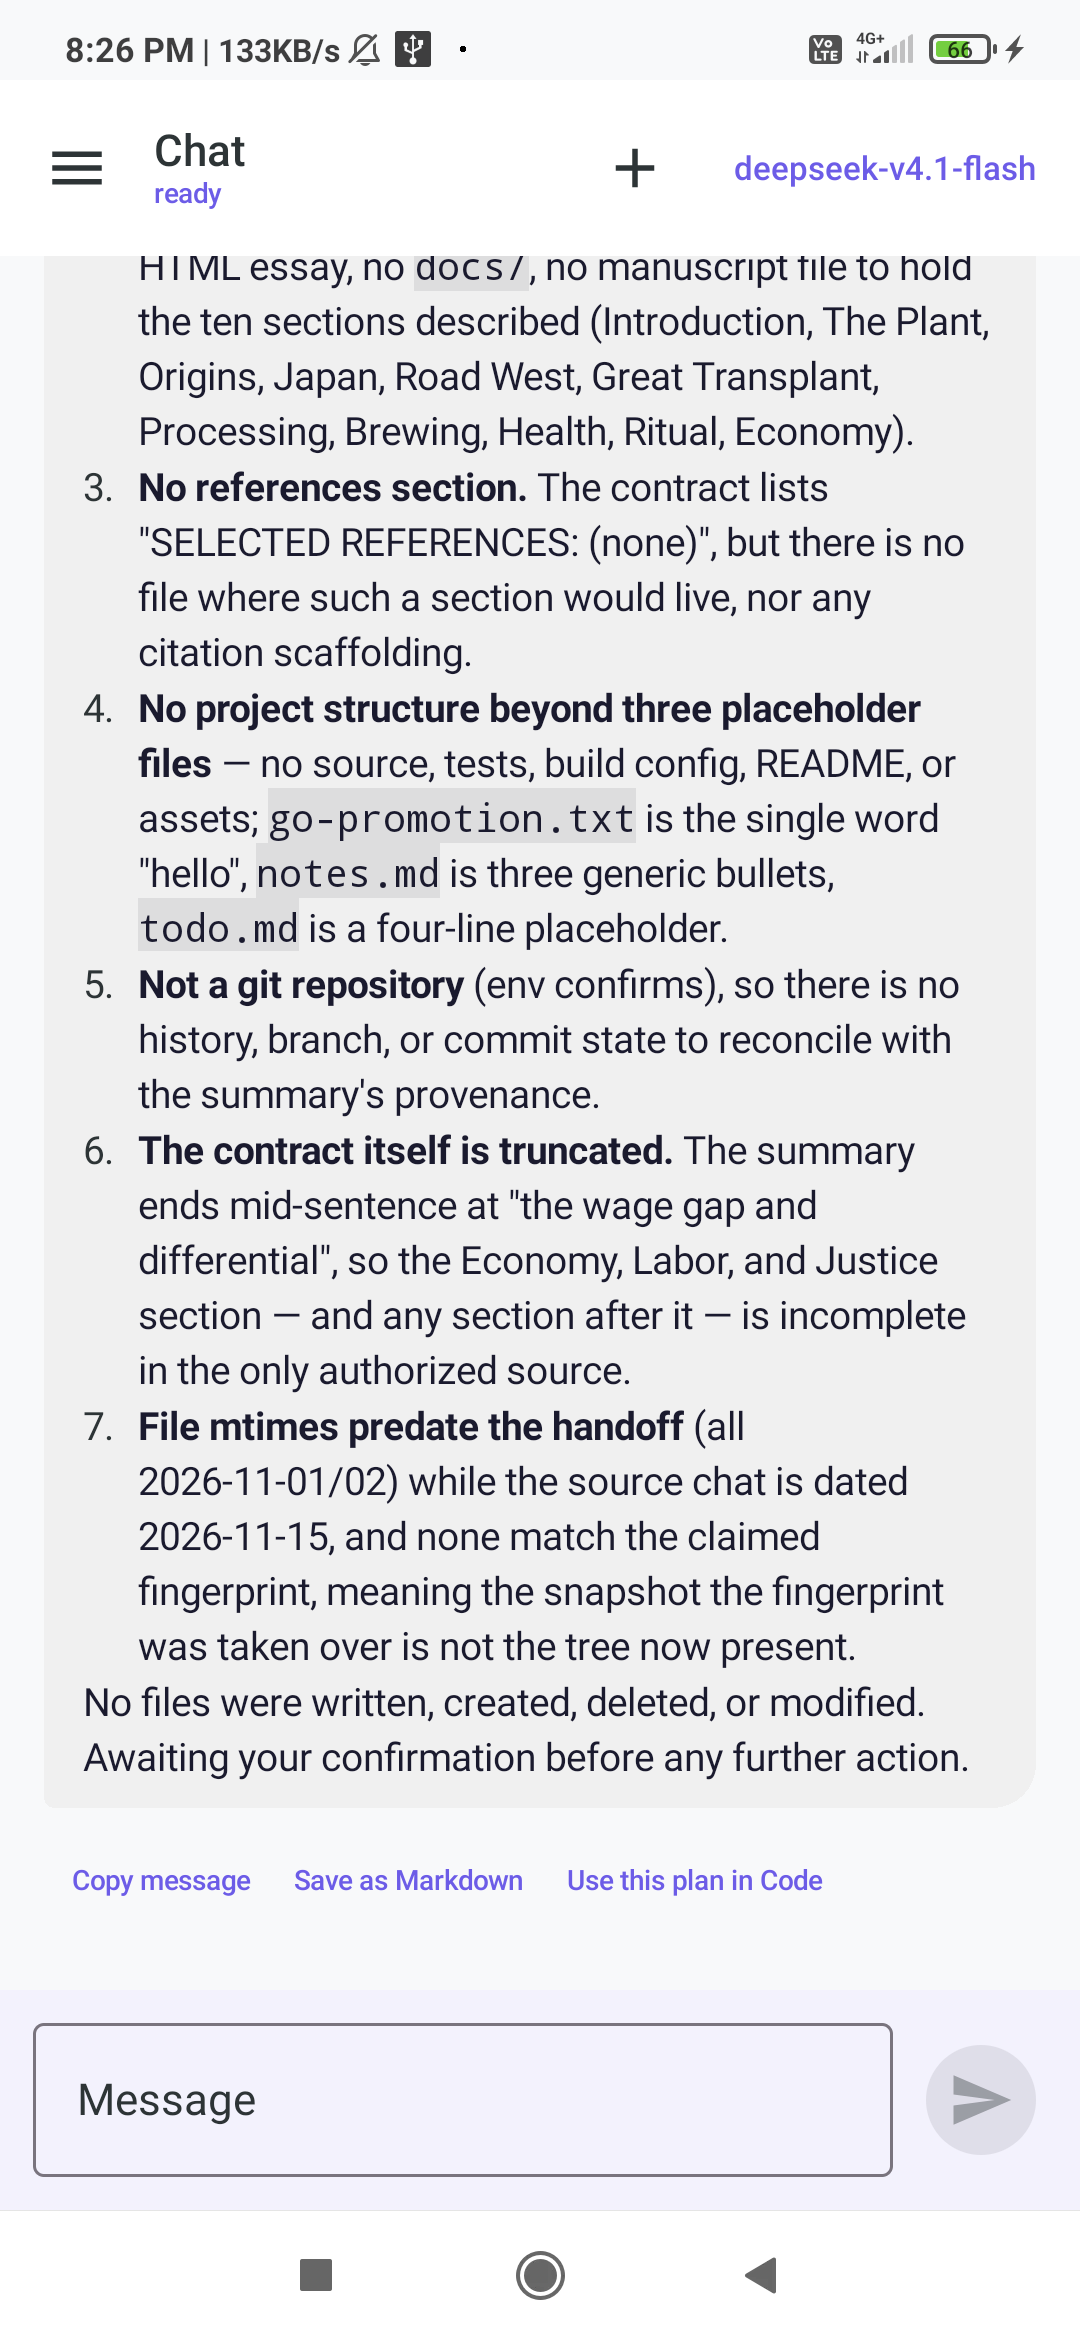 8:26 PM | 133KB/s
Vo LTE 4G+ 66
Chat
ready
deepseek-v4.1-flash
HTML essay, no docs/, no manuscript file to hold
the ten sections described (Introduction, The Plant,
Origins, Japan, Road West, Great Transplant,
Processing, Brewing, Health, Ritual, Economy).
3. No references section. The contract lists
"SELECTED REFERENCES: (none)", but there is no
file where such a section would live, nor any
citation scaffolding.
4. No project structure beyond three placeholder
files — no source, tests, build config, README, or
assets; go-promotion.txt is the single word
"hello", notes.md is three generic bullets,
todo.md is a four-line placeholder.
5. Not a git repository (env confirms), so there is no
history, branch, or commit state to reconcile with
the summary's provenance.
6. The contract itself is truncated. The summary
ends mid-sentence at "the wage gap and
differential", so the Economy, Labor, and Justice
section — and any section after it — is incomplete
in the only authorized source.
7. File mtimes predate the handoff (all
2026-11-01/02) while the source chat is dated
2026-11-15, and none match the claimed
fingerprint, meaning the snapshot the fingerprint
was taken over is not the tree now present.
No files were written, created, deleted, or modified.
Awaiting your confirmation before any further action.
Copy message Save as Markdown Use this plan in Code
Message